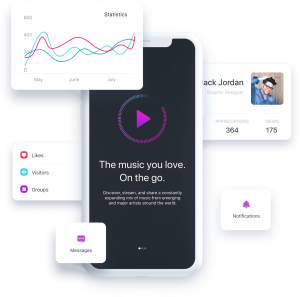 Statistics
600
400
200
0
May June July
ack Jordan
Graphic Designer
APPRECIATIONS VIEWS
364 175
The music you love.
On the go.
Discover, stream, and share a constantly
expanding mix of music from emerging
and major artists around the world.
Likes
Visitors
Groups
Messages
Notifications